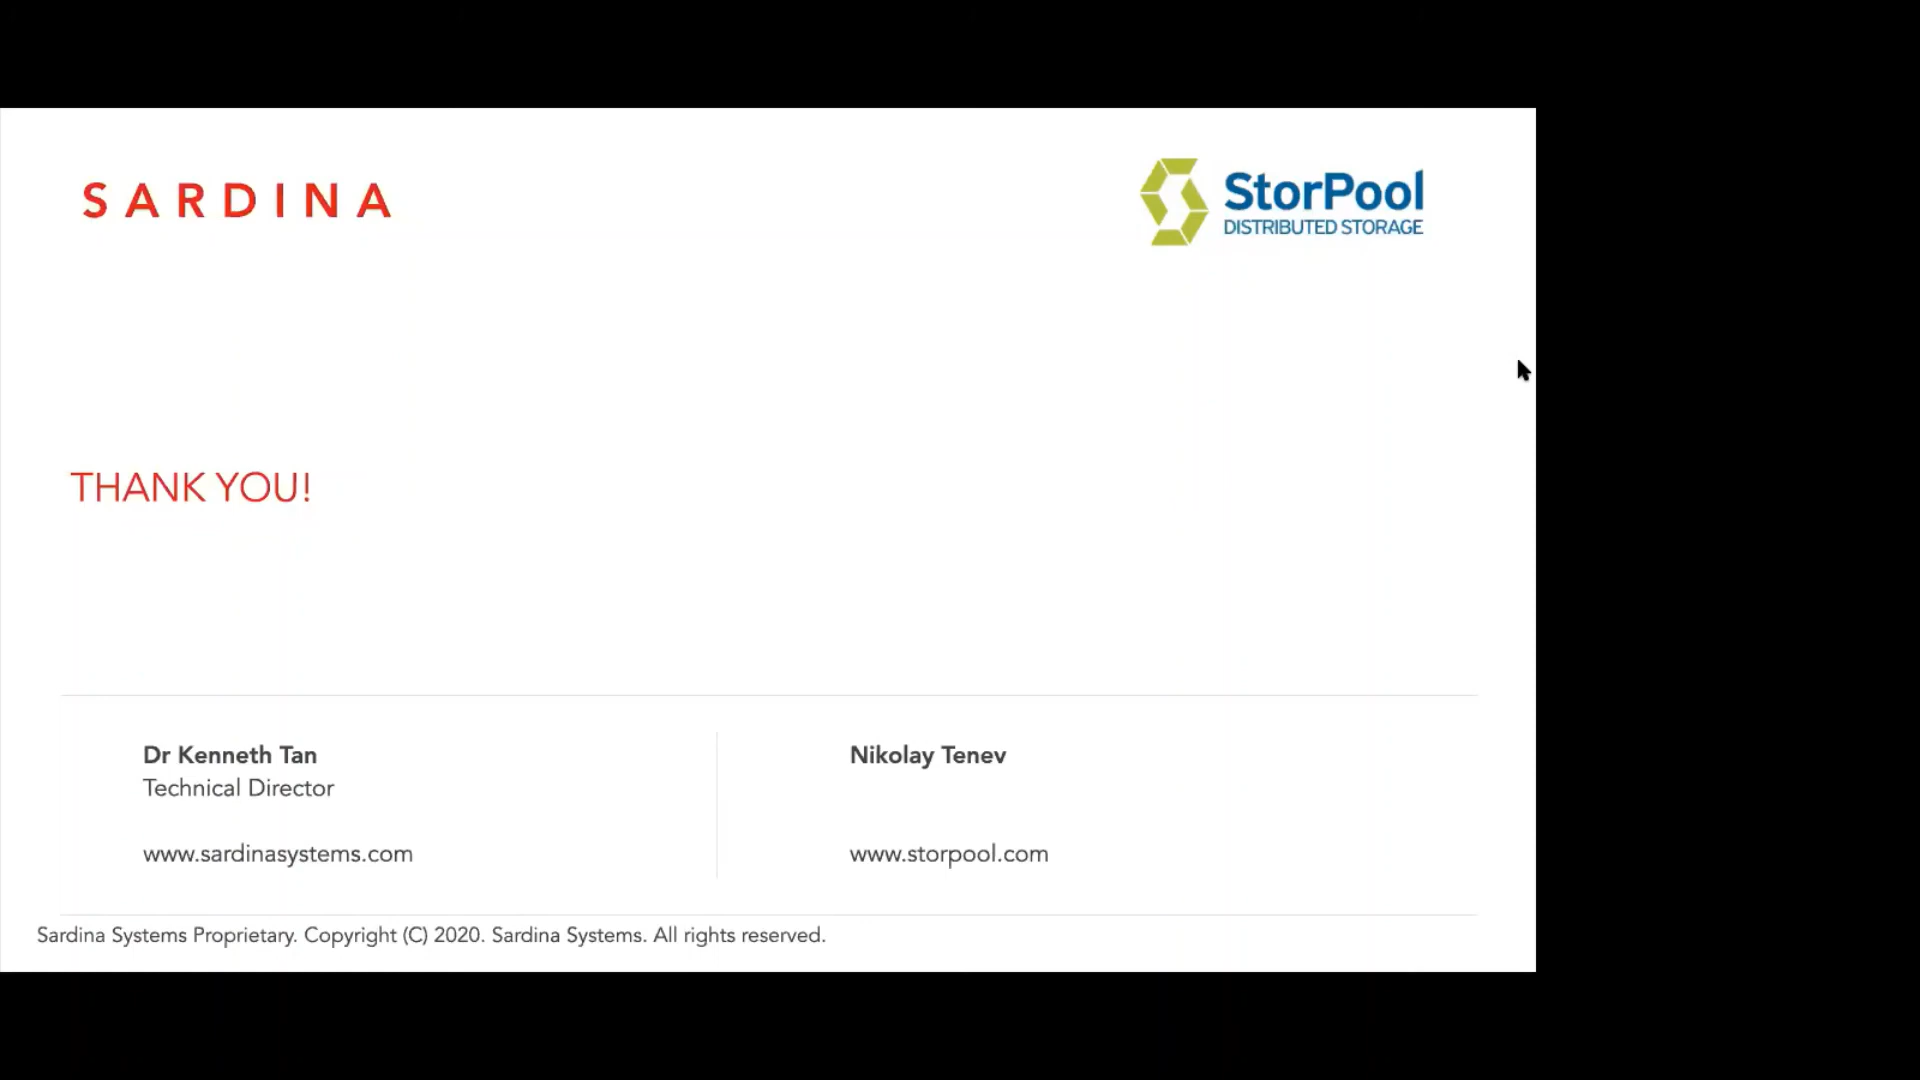 SARDINA
StorPool
DISTRIBUTED STORAGE
THANK YOU!
Dr Kenneth Tan
Technical Director
www.sardinasystems.com
Nikolay Tenev
www.storpool.com
Sardina Systems Proprietary. Copyright (C) 2020. Sardina Systems. All rights reserved.